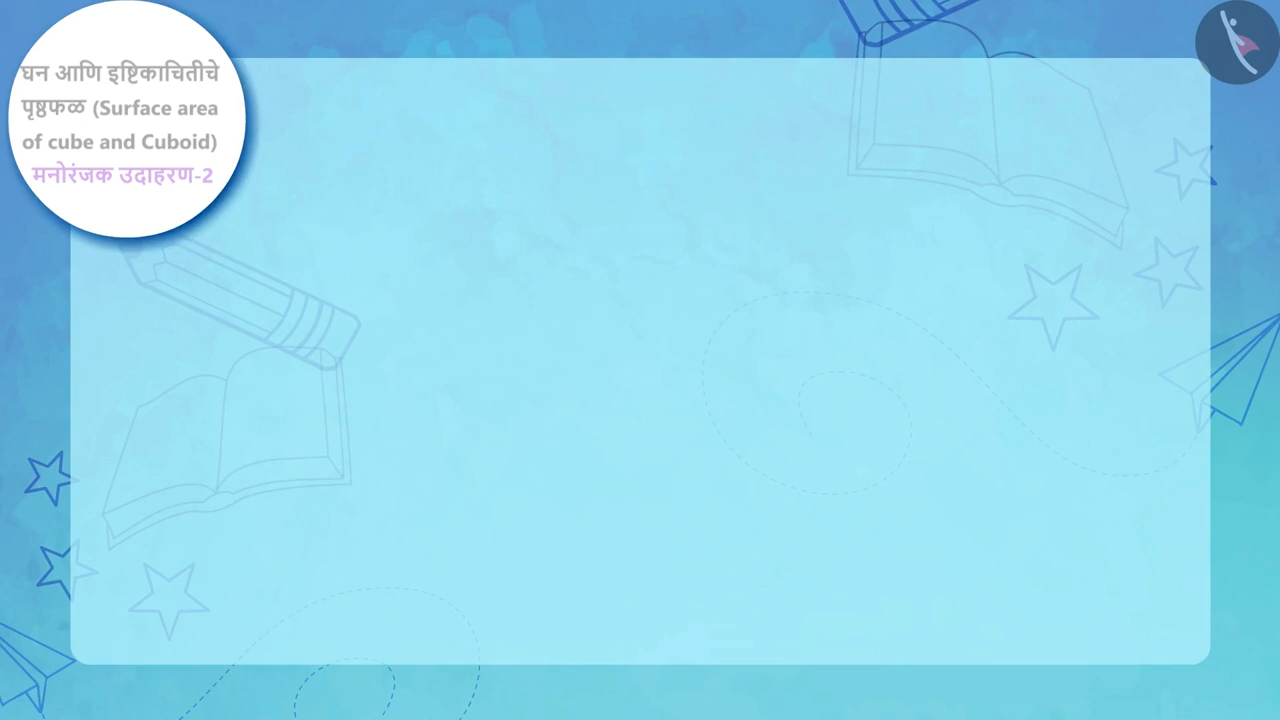 घन आणि इष्टिकाचितीचे
पृष्ठफळ (Surface area
of cube and Cuboid)
मनोरंजक उदाहरण-2